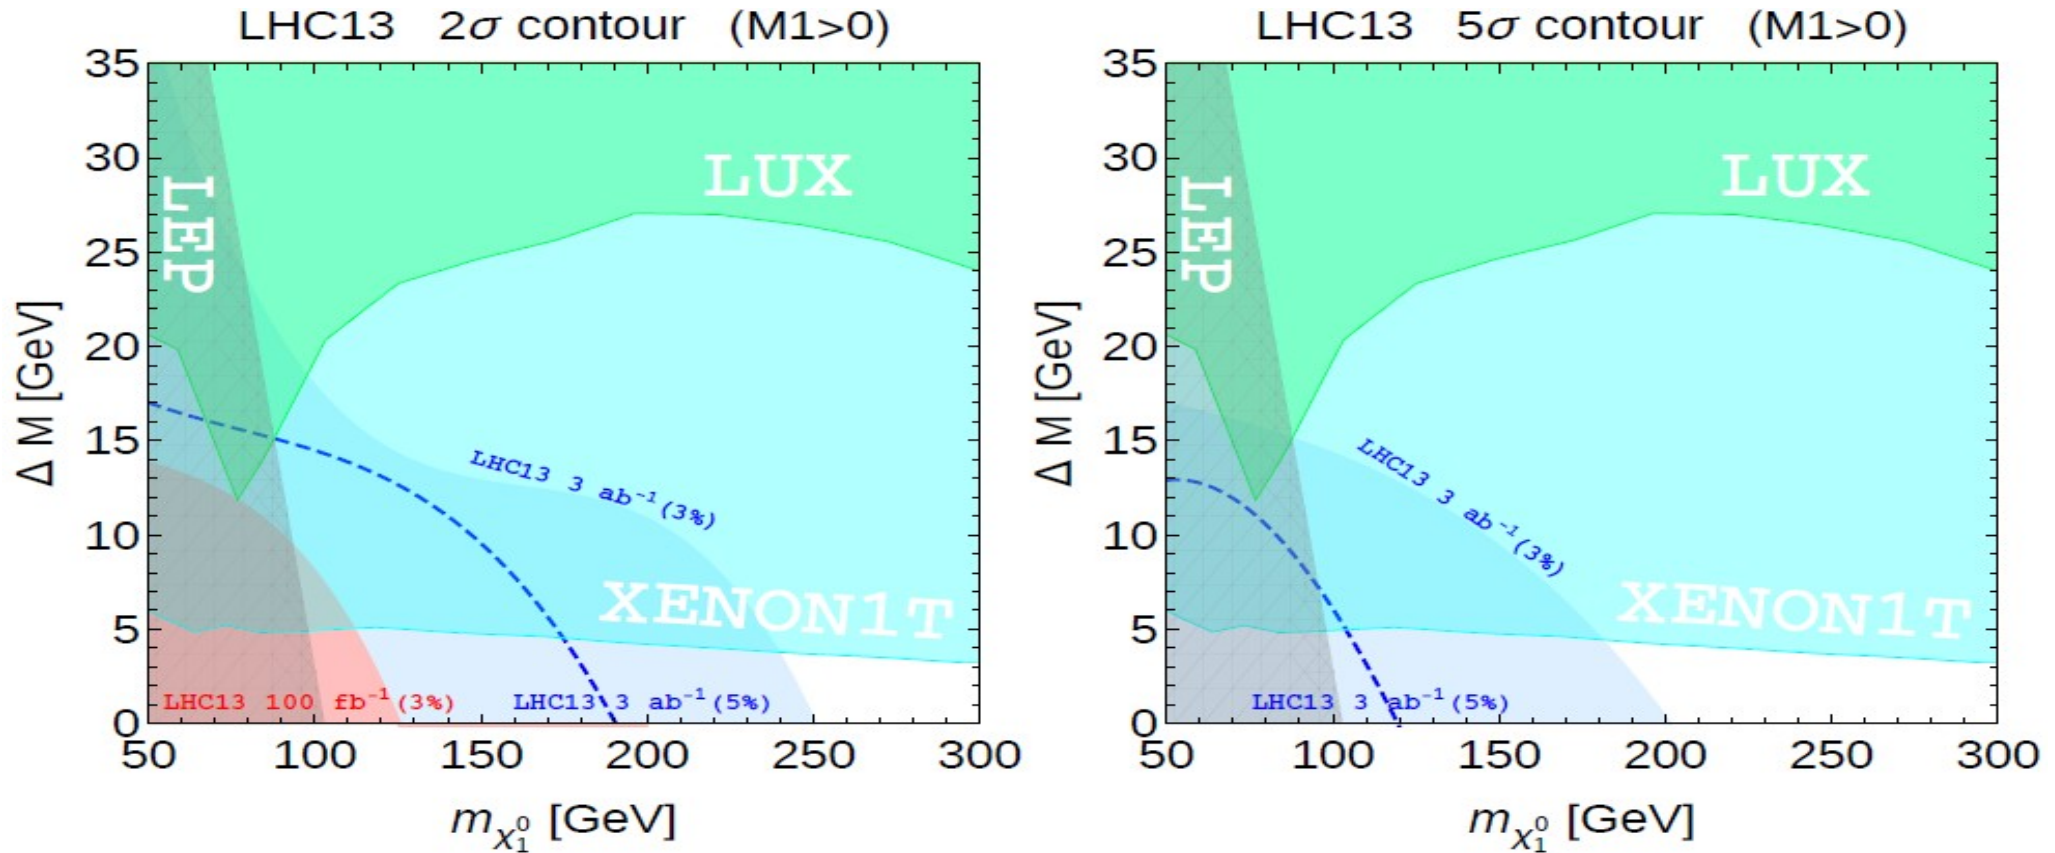 LHC13 2σ contour (M1>0)
35
30
25
20
15
10
5
0
Δ M [GeV]
LEP
LUX
LHC13 3 ab⁻¹(3%)
XENON1T
LHC13 100 fb⁻¹(3%)
LHC13 3 ab⁻¹(5%)
50 100 150 200 250 300
m_χ₁⁰ [GeV]
LHC13 5σ contour (M1>0)
35
30
25
20
15
10
5
0
Δ M [GeV]
LEP
LUX
LHC13 3 ab⁻¹(3%)
XENON1T
LHC13 3 ab⁻¹(5%)
50 100 150 200 250 300
m_χ₁⁰ [GeV]